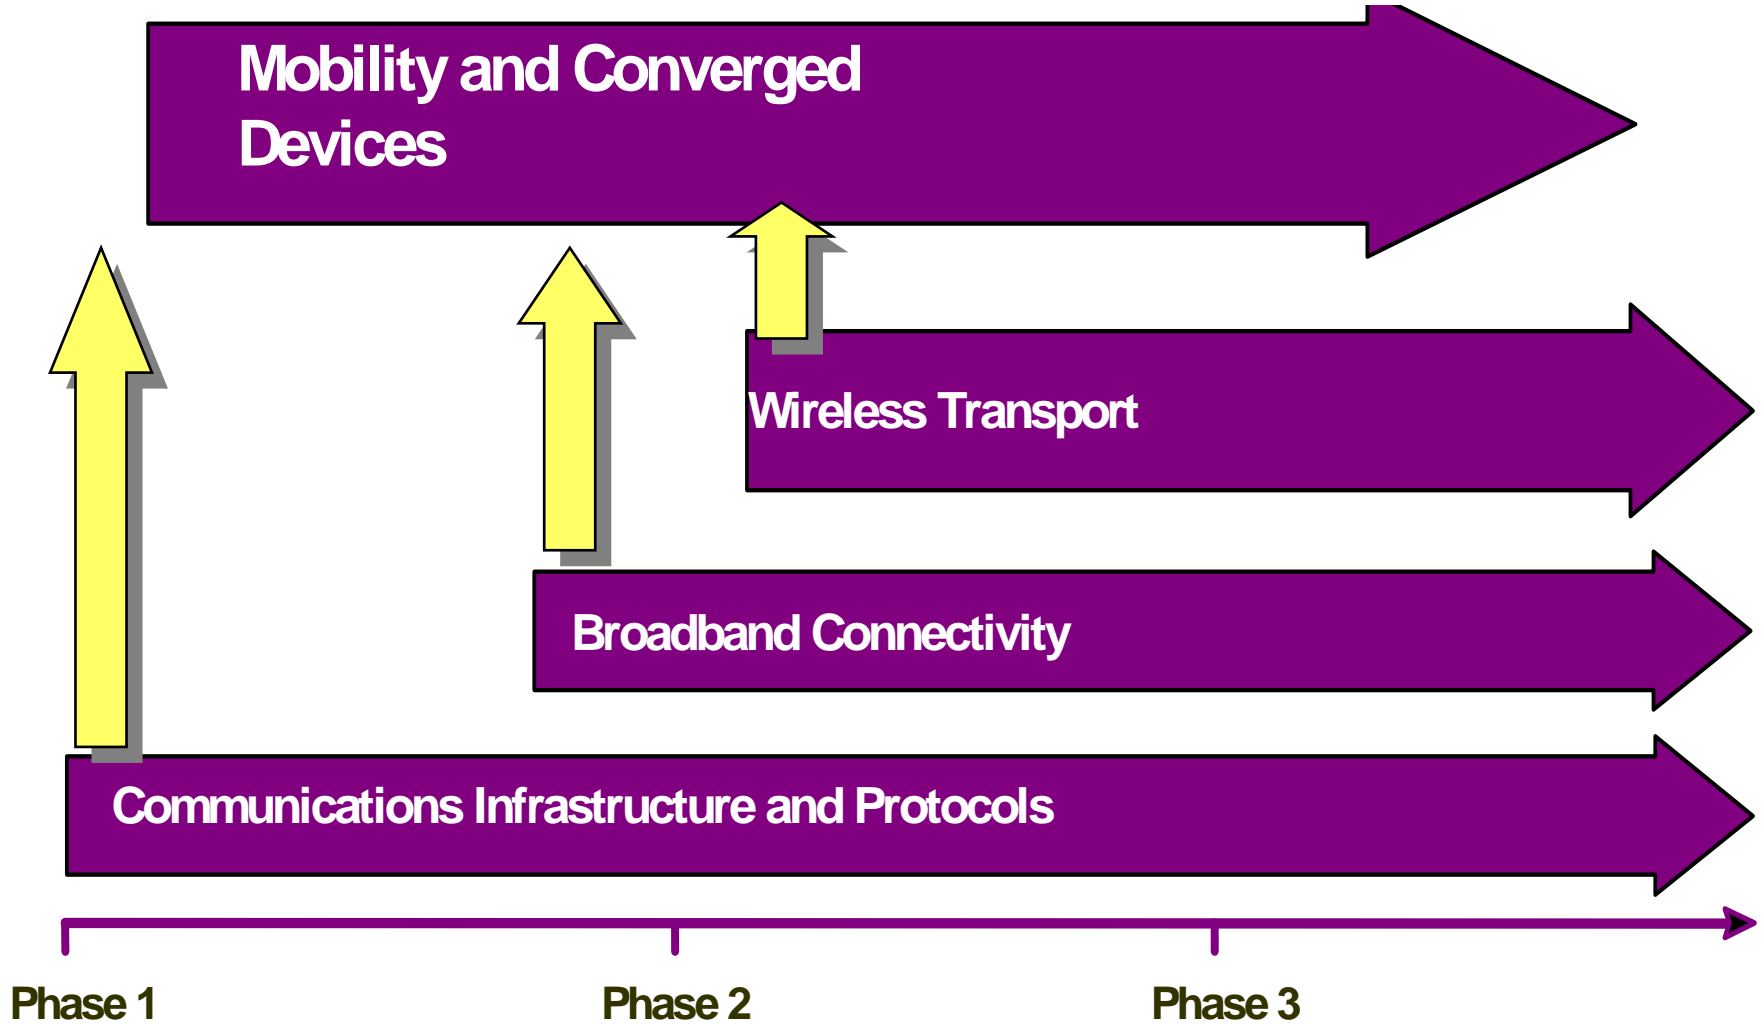 Mobility and Converged
Devices
Wireless Transport
Broadband Connectivity
Communications Infrastructure and Protocols
Phase 1
Phase 2
Phase 3